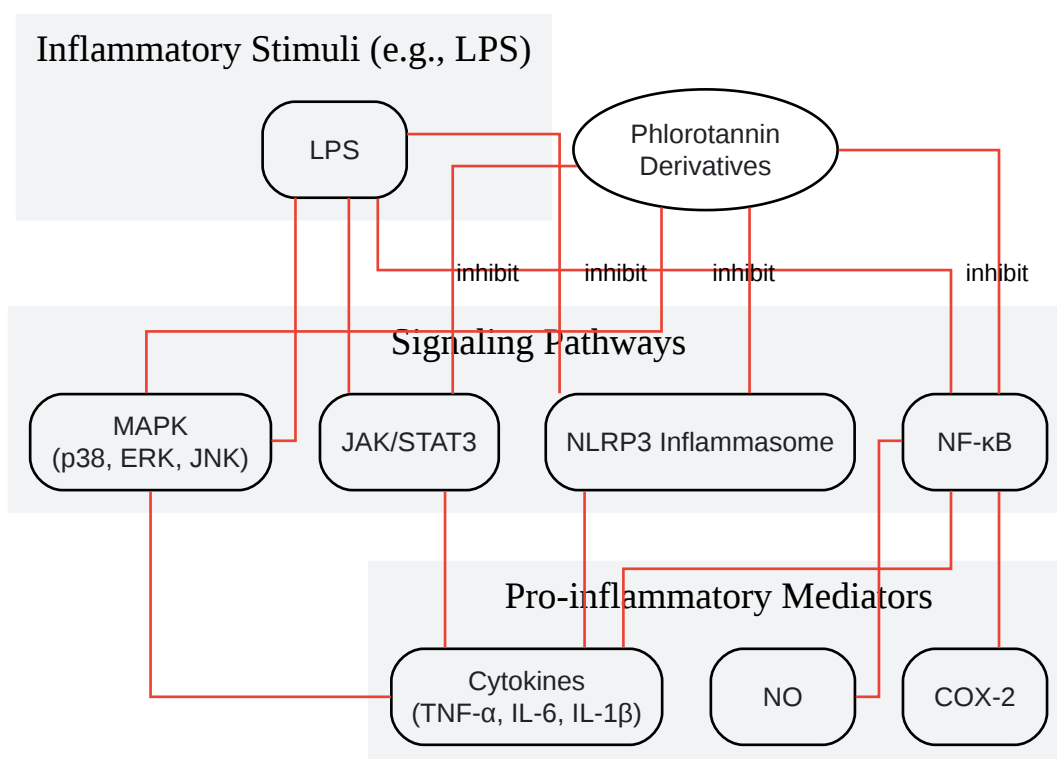 Inflammatory Stimuli (e.g., LPS)
LPS
Phlorotannin
Derivatives
inhibit
inhibit
inhibit
inhibit
Signaling Pathways
MAPK
(p38, ERK, JNK)
JAK/STAT3
NLRP3 Inflammasome
NF-κB
Pro-inflammatory Mediators
Cytokines
(TNF-α, IL-6, IL-1β)
NO
COX-2